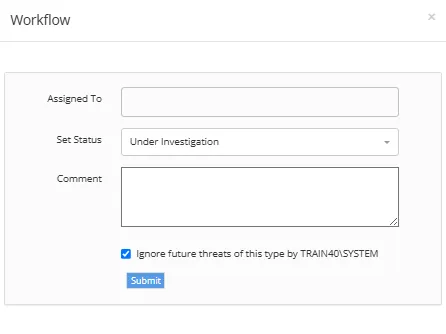 Workflow
×
Assigned To
Set Status
Under Investigation
Comment
Ignore future threats of this type by TRAIN40\SYSTEM
Submit